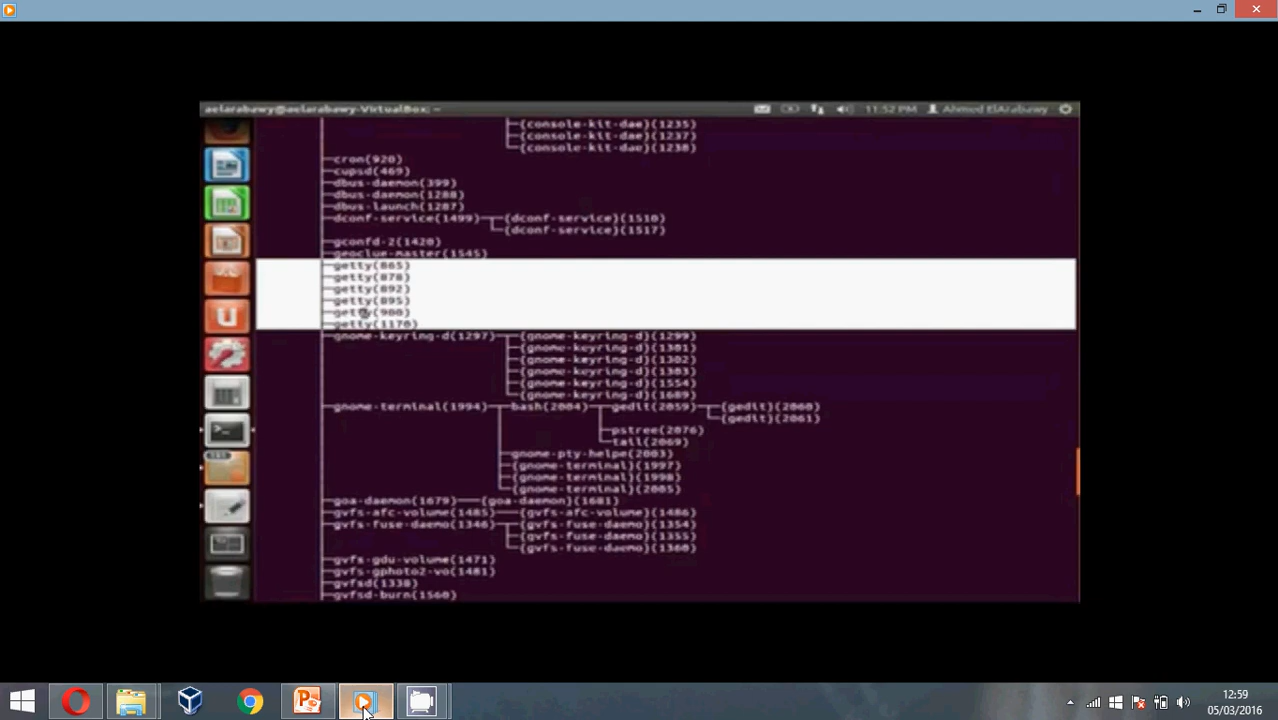 aelarabawy@aelarabawy-VirtualBox: ~ 11:52 PM Ahmed ElArabawy
{console-kit-dae}(1235)
{console-kit-dae}(1237)
{console-kit-dae}(1238)
cron(920)
cupsd(469)
dbus-daemon(399)
dbus-daemon(1288)
dbus-launch(1287)
dconf-service(1499) {dconf-service}(1510)
{dconf-service}(1517)
gconfd-2(1420)
geoclue-master(1545)
getty(865)
getty(878)
getty(892)
getty(895)
getty(900)
getty(1170)
gnome-keyring-d(1297) {gnome-keyring-d}(1299)
{gnome-keyring-d}(1301)
{gnome-keyring-d}(1302)
{gnome-keyring-d}(1303)
{gnome-keyring-d}(1554)
{gnome-keyring-d}(1689)
gnome-terminal(1994) bash(2004) gedit(2059) {gedit}(2060)
{gedit}(2061)
pstree(2076)
tail(2069)
gnome-pty-helpe(2003)
{gnome-terminal}(1997)
{gnome-terminal}(1998)
{gnome-terminal}(2005)
goa-daemon(1679) {goa-daemon}(1681)
gvfs-afc-volume(1485) {gvfs-afc-volume}(1486)
gvfs-fuse-daemo(1346) {gvfs-fuse-daemo}(1354)
{gvfs-fuse-daemo}(1355)
{gvfs-fuse-daemo}(1360)
gvfs-gdu-volume(1471)
gvfs-gphoto2-vo(1481)
gvfsd(1338)
gvfsd-burn(1560)
12:59
05/03/2016